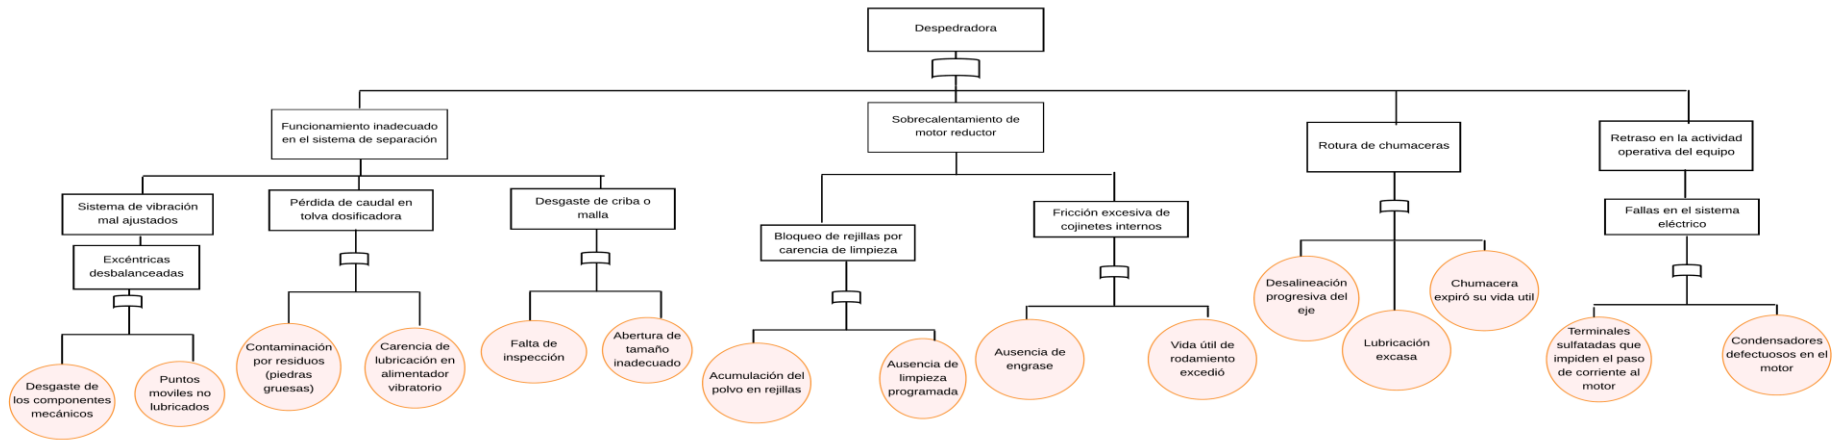 Despedradora
Funcionamiento inadecuado
en el sistema de separación
Sobrecalentamiento de
motor reductor
Rotura de chumaceras
Retraso en la actividad
operativa del equipo
Sistema de vibración
mal ajustados
Pérdida de caudal en
tolva dosificadora
Desgaste de criba o
malla
Bloqueo de rejillas por
carencia de limpieza
Fricción excesiva de
cojinetes internos
Fallas en el sistema
eléctrico
Excéntricas
desbalanceadas
Desgaste de
los componentes
mecánicos
Puntos
moviles no
lubricados
Contaminación
por residuos
(piedras
gruesas)
Carencia de
lubricación en
alimentador
vibratorio
Falta de
inspección
Abertura de
tamaño
inadecuado
Acumulación del
polvo en rejillas
Ausencia de
limpieza
programada
Ausencia de
engrase
Vida útil de
rodamiento
excedió
Desalineación
progresiva del
eje
Lubricación
excasa
Chumacera
expiró su vida util
Terminales
sulfatadas que
impiden el paso
de corriente al
motor
Condensadores
defectuosos en el
motor